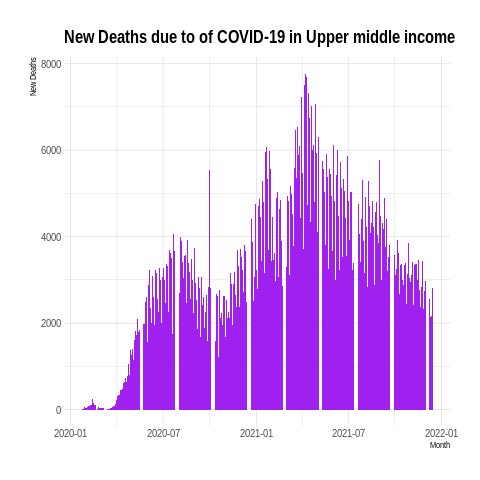 New Deaths due to of COVID-19 in Upper middle income
New Deaths
8000
6000
4000
2000
0
2020-01 2020-07 2021-01 2021-07 2022-01
Month